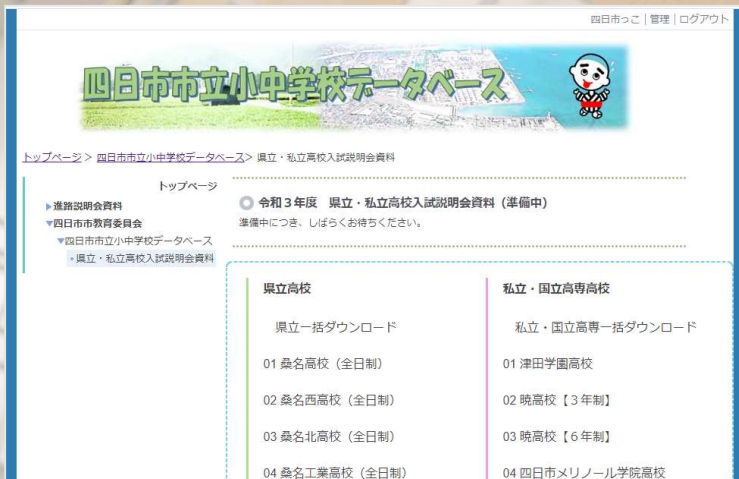 四日市っこ｜管理｜ログアウト
四日市市立小中学校データベース
トップページ > 四日市市立小中学校データベース> 県立・私立高校入試説明会資料
トップページ
▶進路説明会資料
▼四日市市教育委員会
▼四日市市立小中学校データベース
県立・私立高校入試説明会資料
令和３年度 県立・私立高校入試説明会資料（準備中）
準備中につき、しばらくお待ちください。
県立高校
県立一括ダウンロード
01 桑名高校（全日制）
02 桑名西高校（全日制）
03 桑名北高校（全日制）
04 桑名工業高校（全日制）
私立・国立高専高校
私立・国立高専一括ダウンロード
01 津田学園高校
02 暁高校【３年制】
03 暁高校【６年制】
04 四日市メリノール学院高校